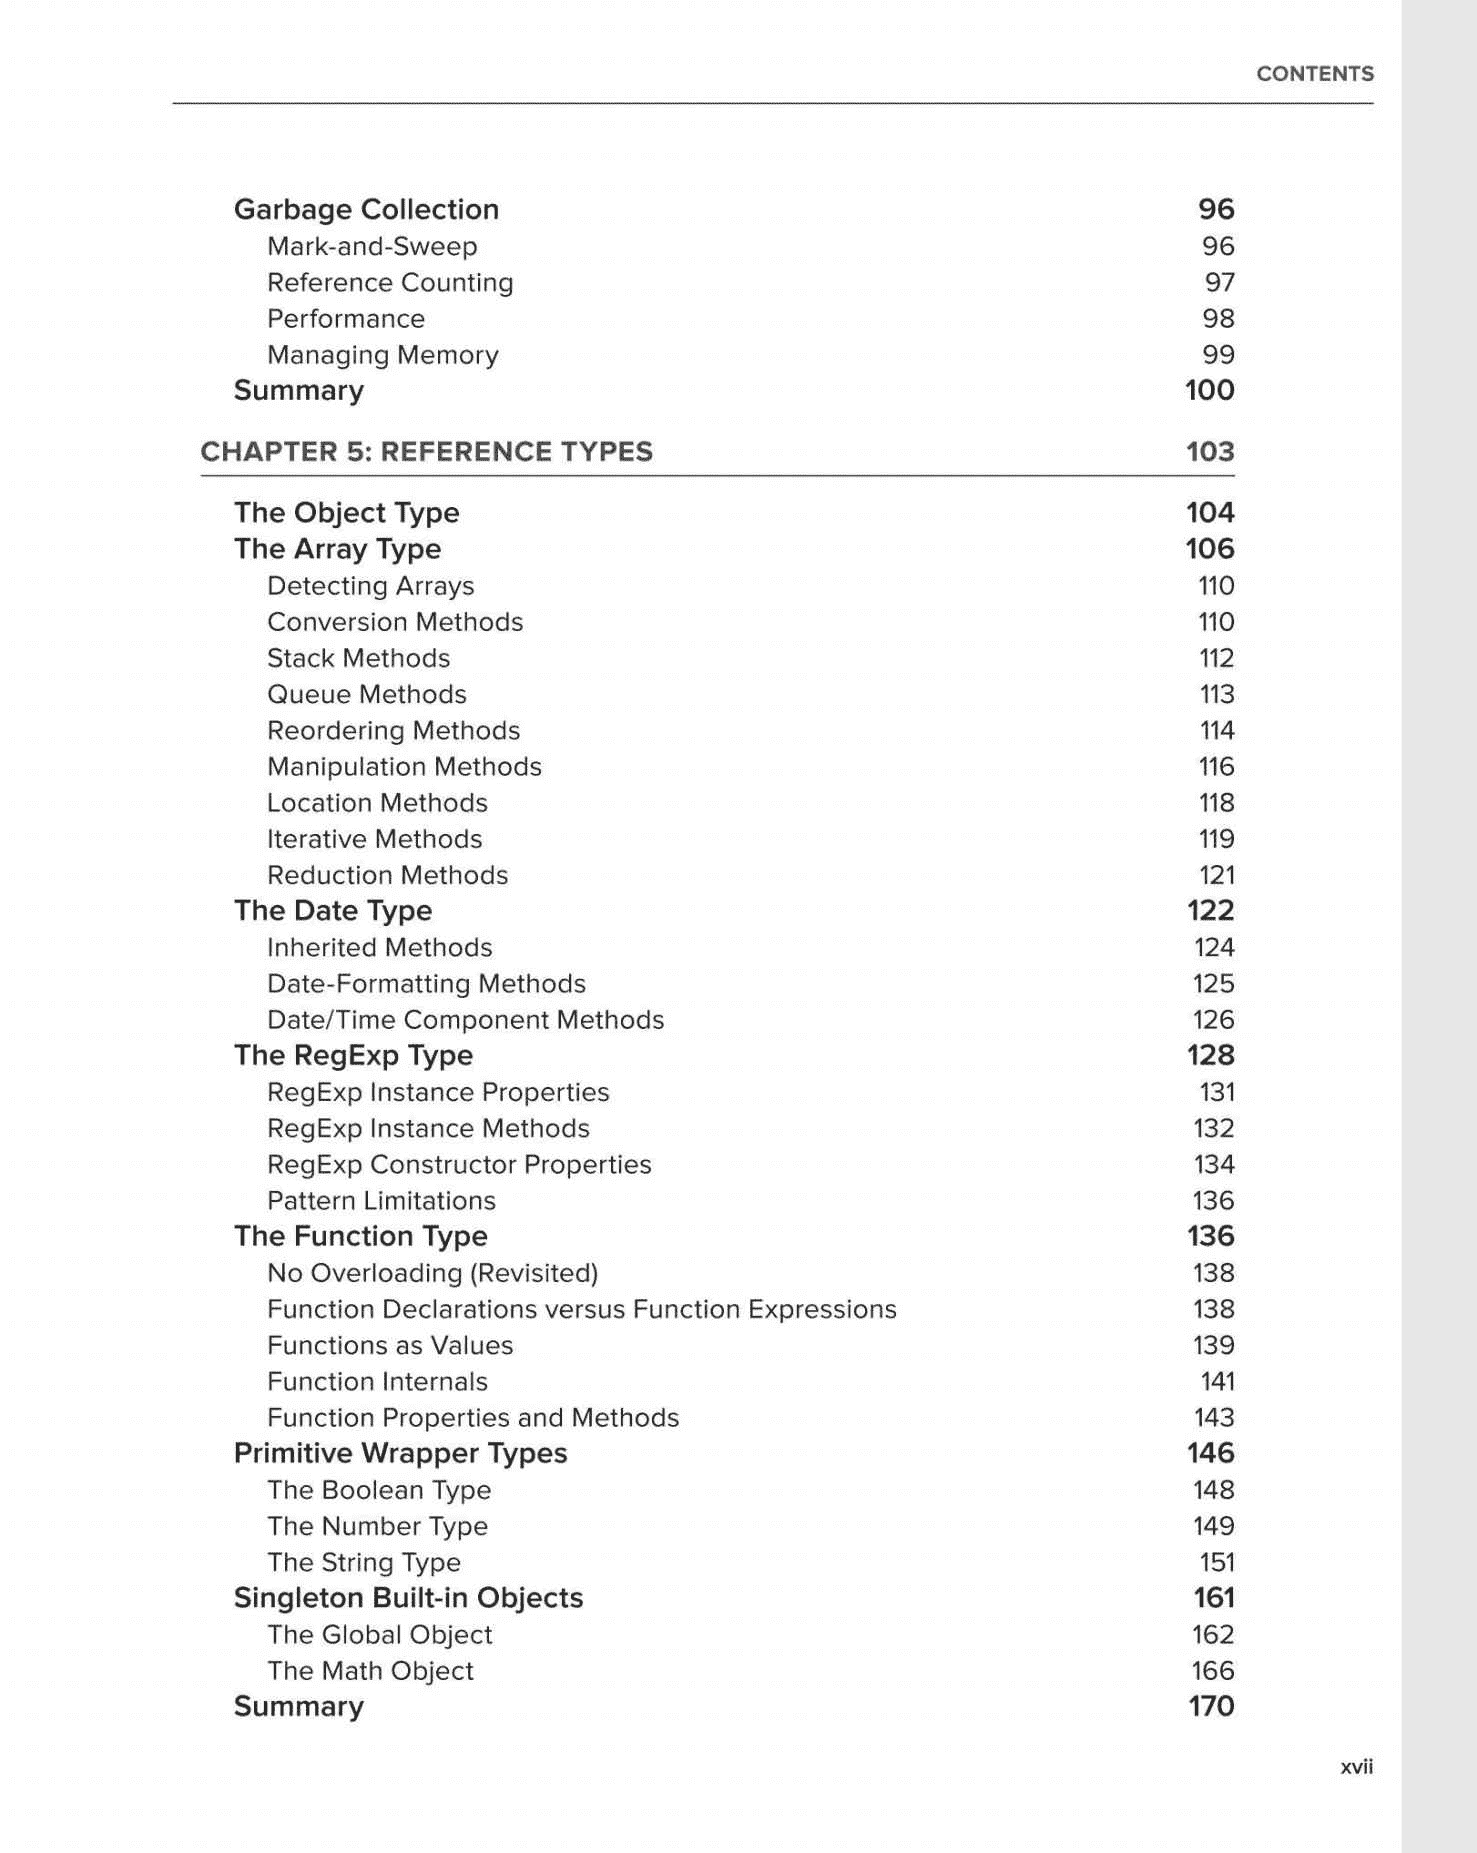 CONTENTS
Garbage Collection 96
Mark-and-Sweep 96
Reference Counting 97
Performance 98
Managing Memory 99
Summary 100
CHAPTER 5: REFERENCE TYPES 103
The Object Type 104
The Array Type 106
Detecting Arrays 110
Conversion Methods 110
Stack Methods 112
Queue Methods 113
Reordering Methods 114
Manipulation Methods 116
Location Methods 118
Iterative Methods 119
Reduction Methods 121
The Date Type 122
Inherited Methods 124
Date-Formatting Methods 125
Date/Time Component Methods 126
The RegExp Type 128
RegExp Instance Properties 131
RegExp Instance Methods 132
RegExp Constructor Properties 134
Pattern Limitations 136
The Function Type 136
No Overloading (Revisited) 138
Function Declarations versus Function Expressions 138
Functions as Values 139
Function Internals 141
Function Properties and Methods 143
Primitive Wrapper Types 146
The Boolean Type 148
The Number Type 149
The String Type 151
Singleton Built-in Objects 161
The Global Object 162
The Math Object 166
Summary 170
xvii